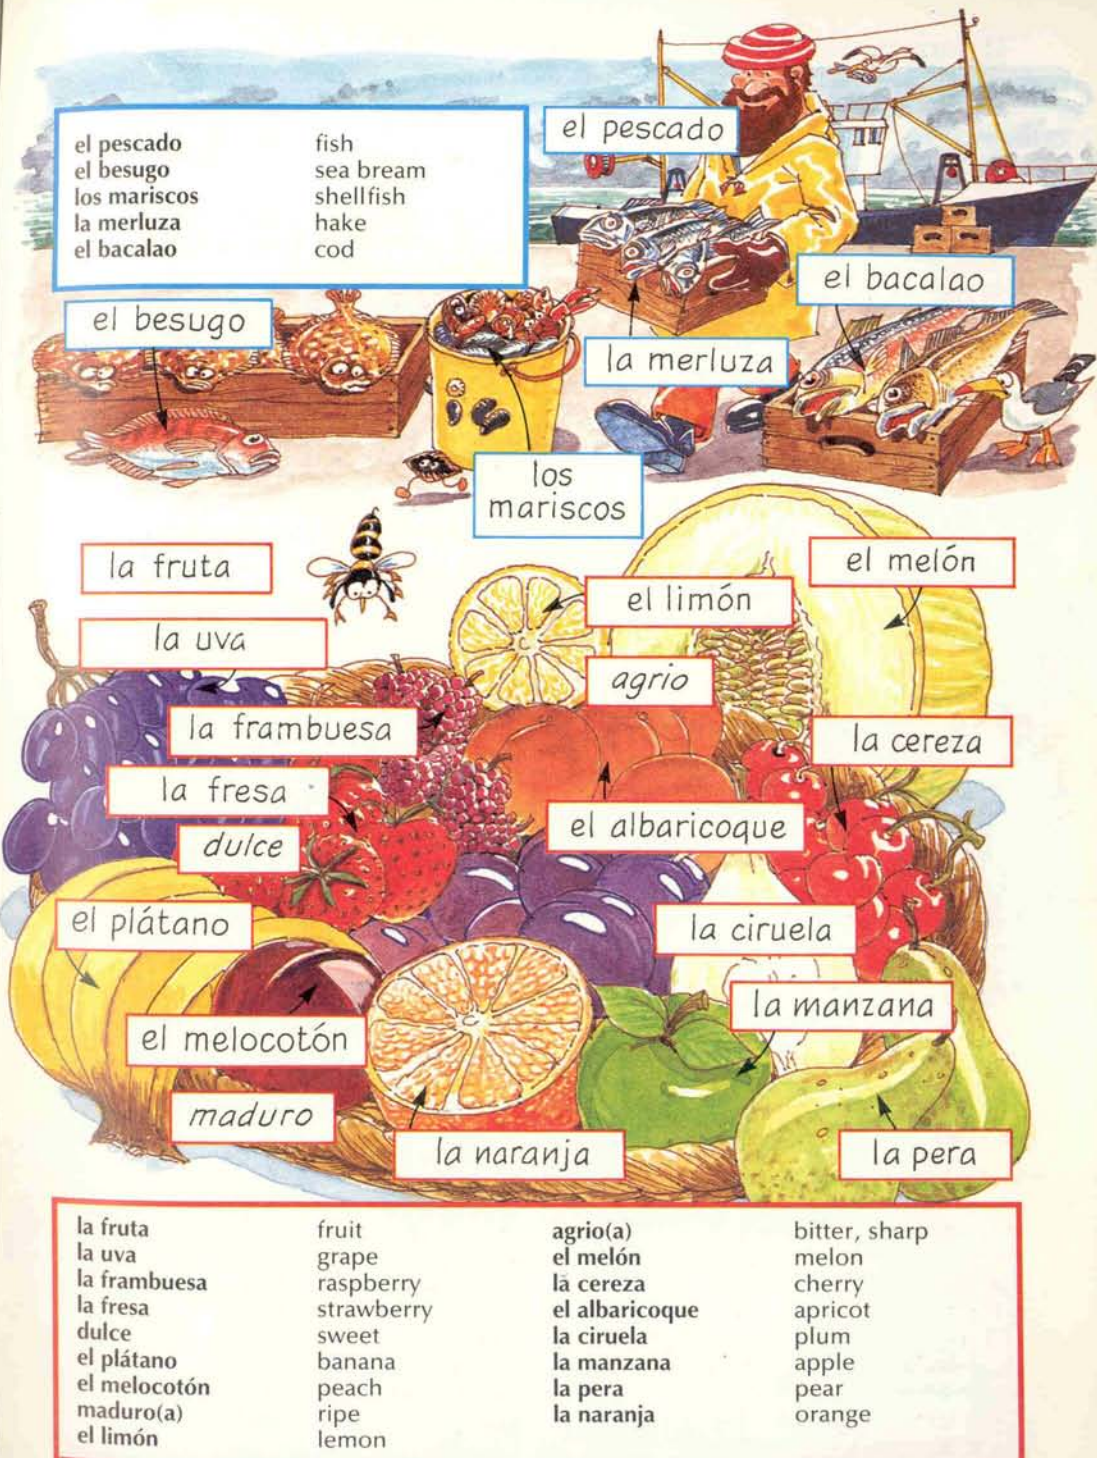 el pescado fish
el besugo sea bream
los mariscos shellfish
la merluza hake
el bacalao cod
el pescado
el bacalao
el besugo
la merluza
los
mariscos
la fruta
el melón
el limón
la uva
agrio
la frambuesa
la cereza
la fresa
el albaricoque
dulce
el plátano
la ciruela
la manzana
el melocotón
maduro
la naranja
la pera
la fruta fruit
la uva grape
la frambuesa raspberry
la fresa strawberry
dulce sweet
el plátano banana
el melocotón peach
maduro(a) ripe
el limón lemon
agrio(a) bitter, sharp
el melón melon
la cereza cherry
el albaricoque apricot
la ciruela plum
la manzana apple
la pera pear
la naranja orange